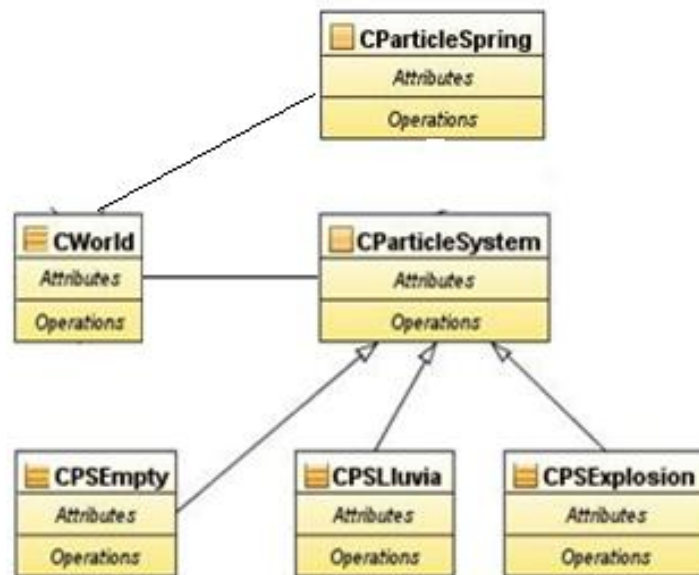 CParticleSpring
Attributes
Operations
CWorld
Attributes
Operations
CParticleSystem
Attributes
Operations
CPSEmpty
Attributes
Operations
CPSLluvia
Attributes
Operations
CPSExplosion
Attributes
Operations